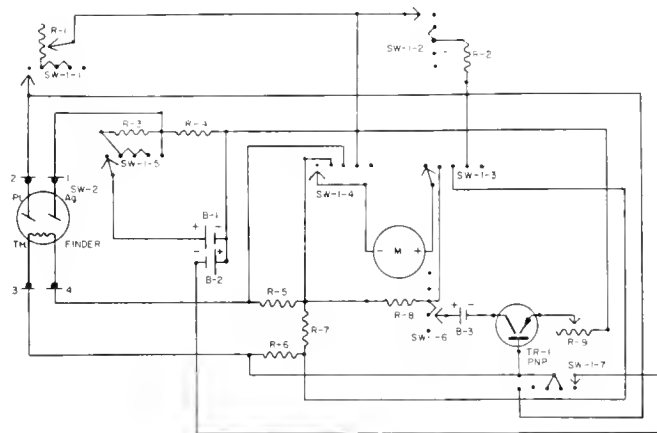 R-1
SW-1-1
SW-1-2
R-2
R-3
R-4
SW-1-5
SW-1-4
SW-1-3
2
1
SW-2
Pt
Ag
TH
FINDER
B-1
+ -
- +
B-2
- M +
3
4
R-5
R-6
R-7
R-8
+ -
B-3
SW-1-6
R-9
TR-1
PNP
SW-1-7